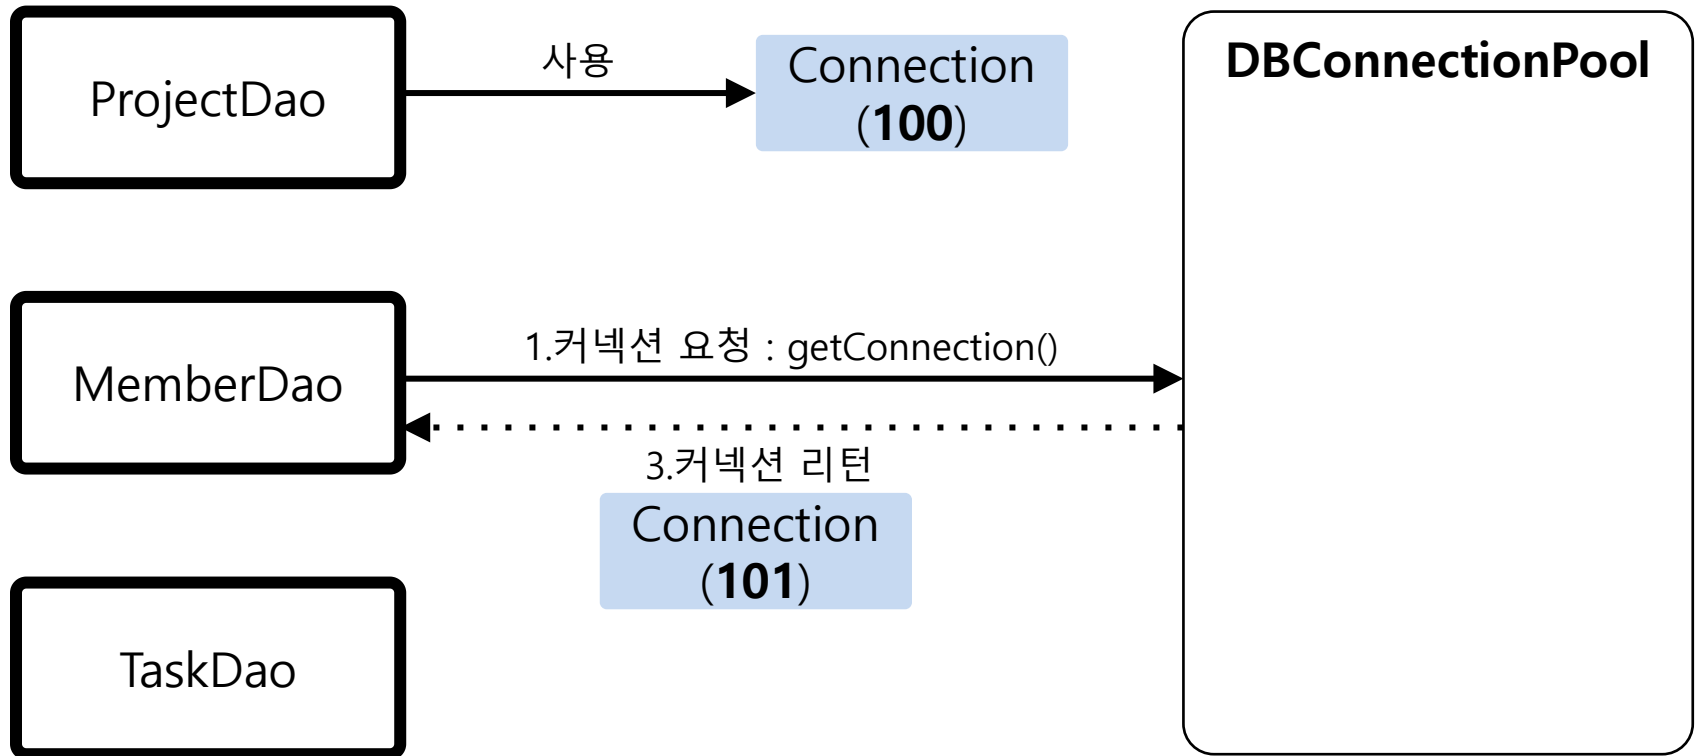 ProjectDao
사용
Connection
(100)
DBConnectionPool
MemberDao
1.커넥션 요청 : getConnection()
3.커넥션 리턴
Connection
(101)
TaskDao